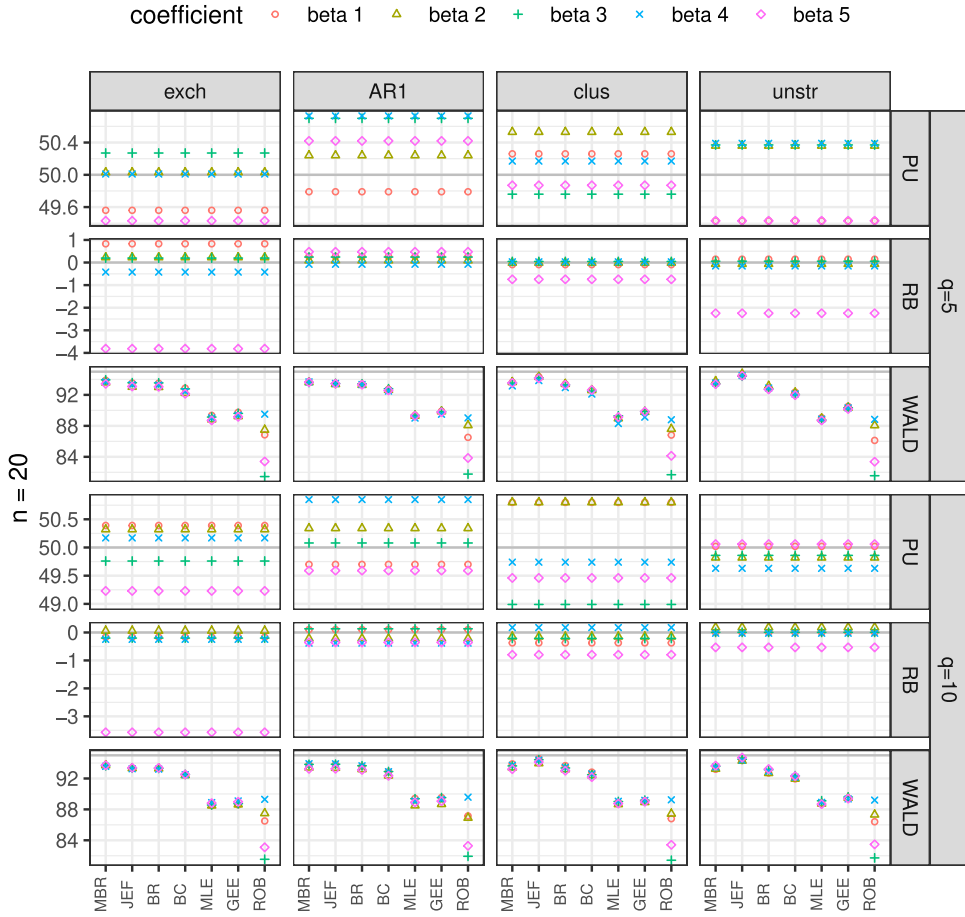 coefficient beta 1 beta 2 beta 3 beta 4 beta 5
exch AR1 clus unstr
50.4
50.0
49.6
PU
1
0
−1
−2
−3
−4
RB
q=5
92
88
84
WALD
n = 20
50.5
50.0
49.5
49.0
PU
0
−1
−2
−3
RB
q=10
92
88
84
WALD
MBR JEF BR BC MLE GEE ROB MBR JEF BR BC MLE GEE ROB MBR JEF BR BC MLE GEE ROB MBR JEF BR BC MLE GEE ROB